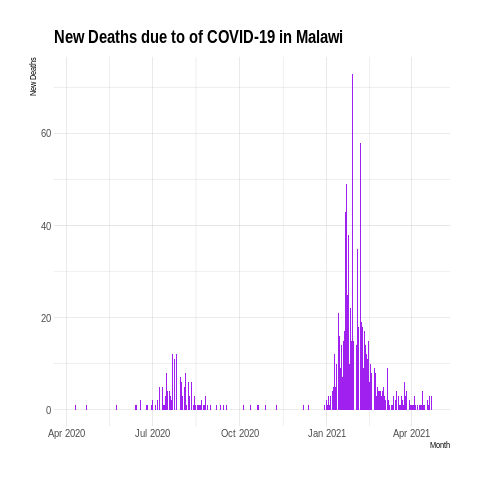 New Deaths due to of COVID-19 in Malawi
New Deaths
60
40
20
0
Apr 2020 Jul 2020 Oct 2020 Jan 2021 Apr 2021
Month